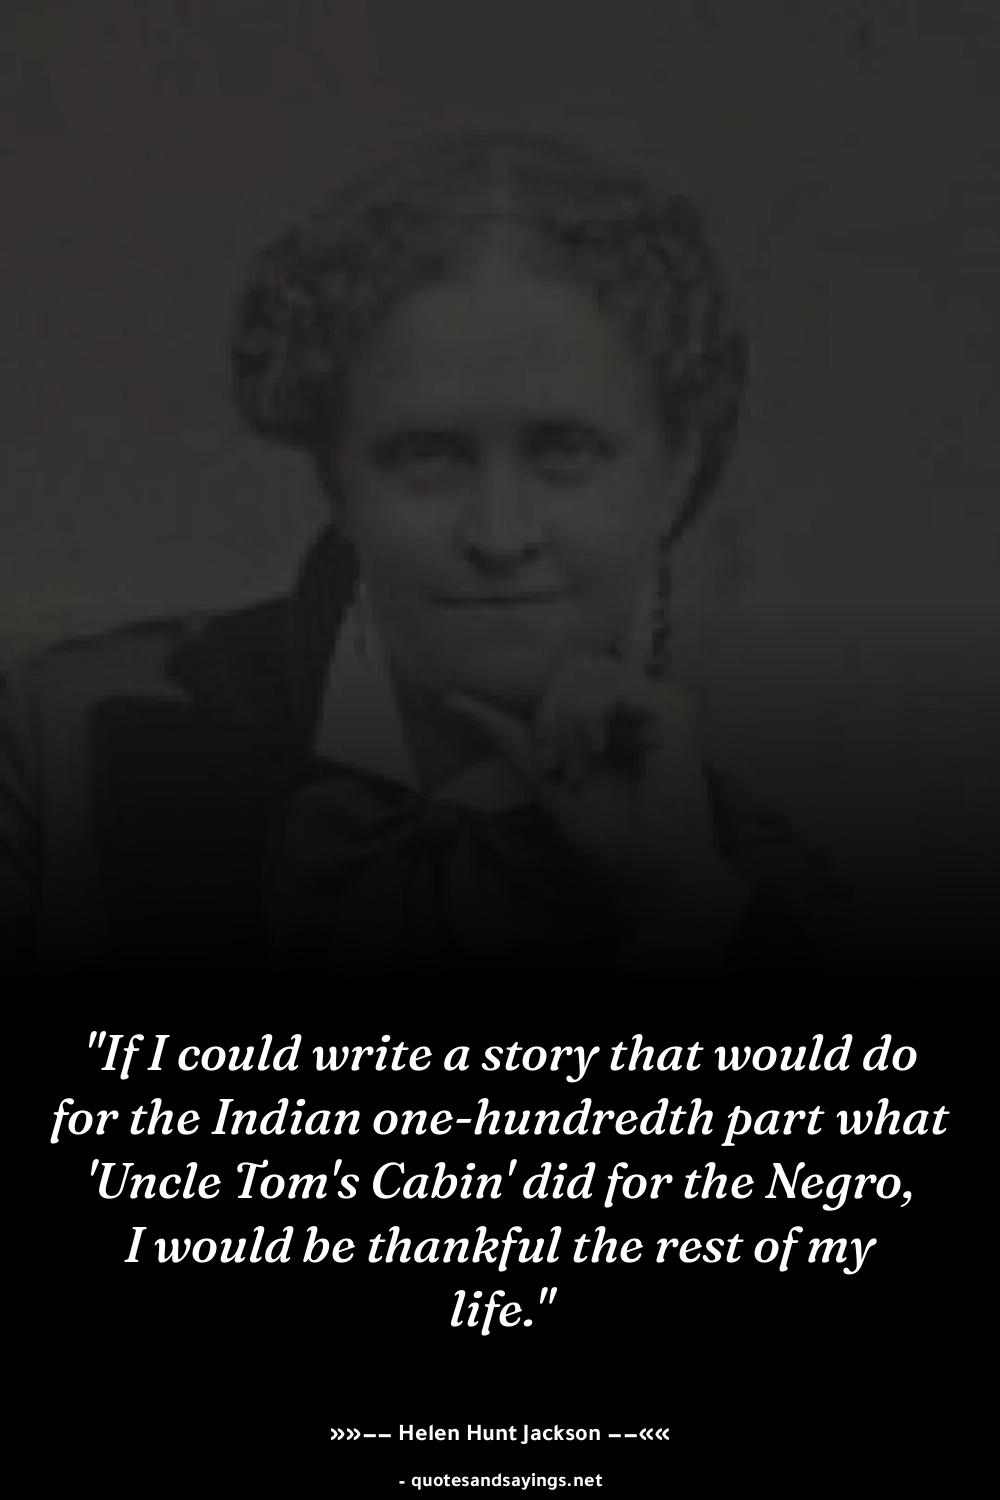 "If I could write a story that would do
for the Indian one-hundredth part what
'Uncle Tom's Cabin' did for the Negro,
I would be thankful the rest of my
life."
»»−− Helen Hunt Jackson −−««
- quotesandsayings.net